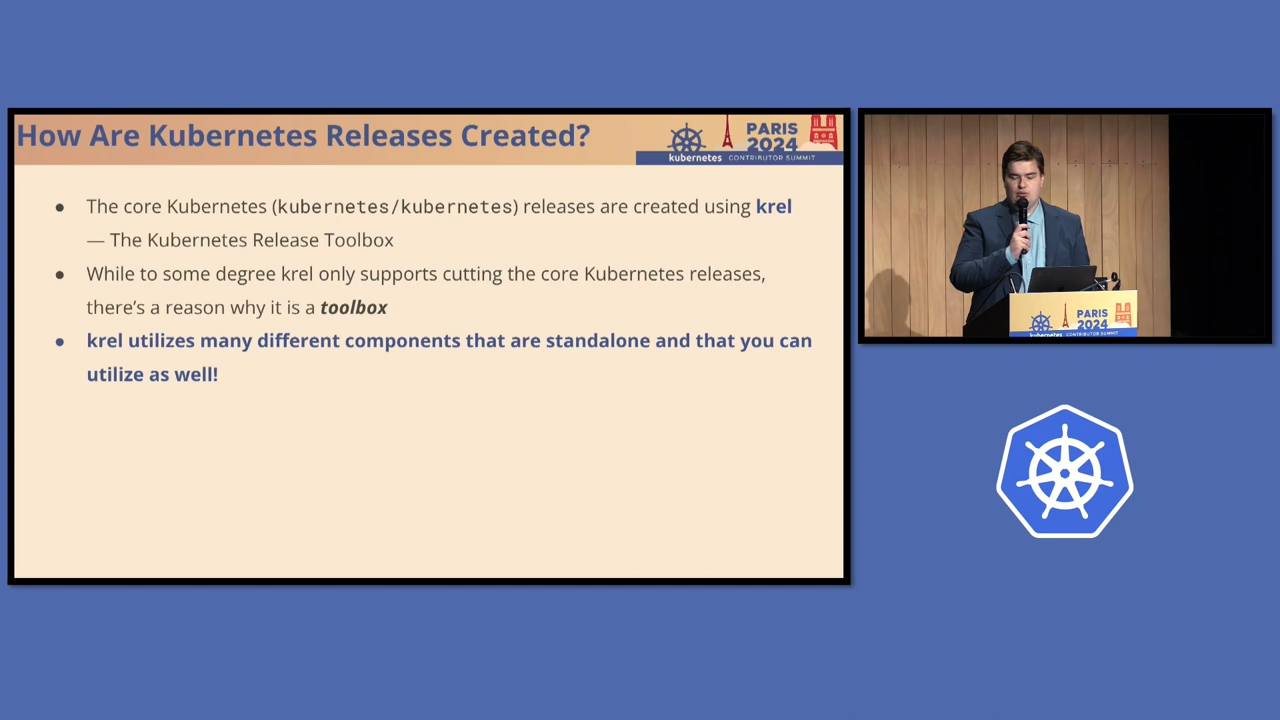 How Are Kubernetes Releases Created?
PARIS
2024
kubernetes CONTRIBUTOR SUMMIT
● The core Kubernetes (kubernetes/kubernetes) releases are created using krel
— The Kubernetes Release Toolbox
● While to some degree krel only supports cutting the core Kubernetes releases,
there's a reason why it is a toolbox
● krel utilizes many different components that are standalone and that you can
utilize as well!
PARIS
2024
kubernetes CONTRIBUTOR SUMMIT